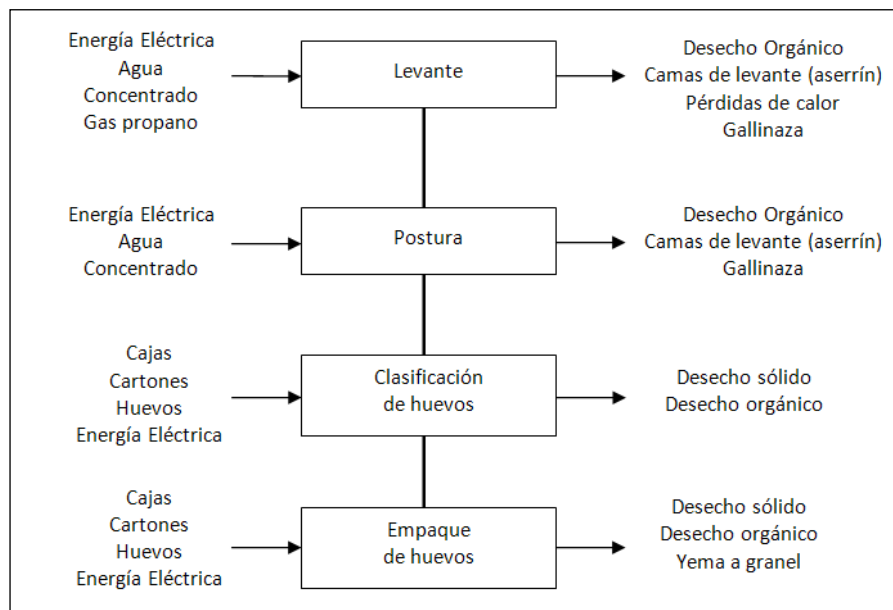 Energía Eléctrica
Agua
Concentrado
Gas propano
Levante
Desecho Orgánico
Camas de levante (aserrín)
Pérdidas de calor
Gallinaza
Energía Eléctrica
Agua
Concentrado
Postura
Desecho Orgánico
Camas de levante (aserrín)
Gallinaza
Cajas
Cartones
Huevos
Energía Eléctrica
Clasificación
de huevos
Desecho sólido
Desecho orgánico
Cajas
Cartones
Huevos
Energía Eléctrica
Empaque
de huevos
Desecho sólido
Desecho orgánico
Yema a granel